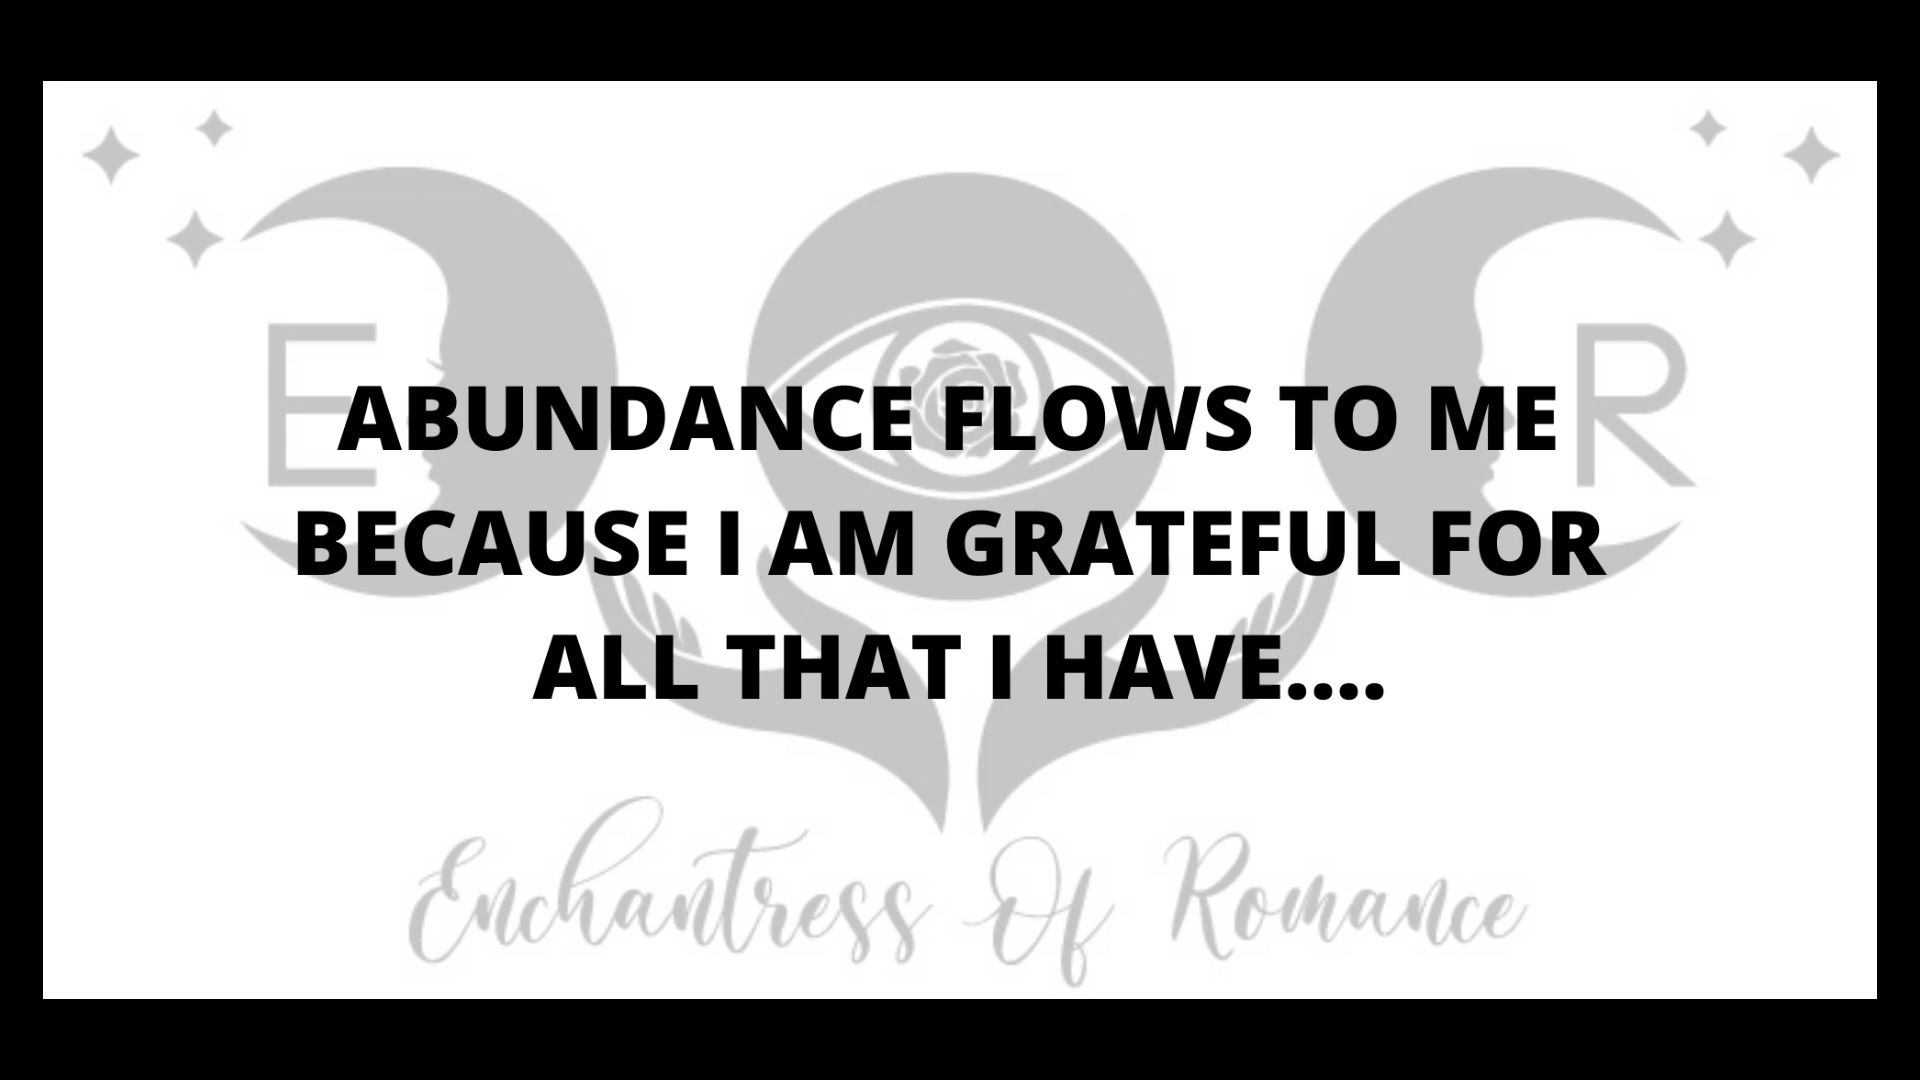 E R
ABUNDANCE FLOWS TO ME
BECAUSE I AM GRATEFUL FOR
ALL THAT I HAVE....
Enchantress Of Romance